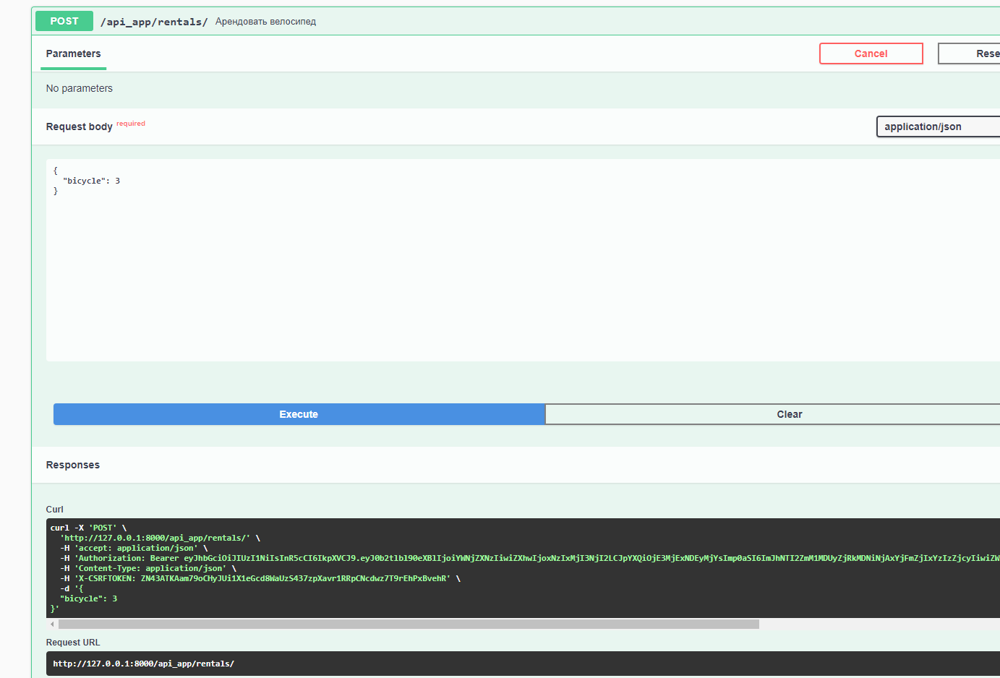 POST /api_app/rentals/ Арендовать велосипед
Parameters
Cancel
Rese
No parameters
Request body required
application/json
{
"bicycle": 3
}
Execute
Clear
Responses
Curl
curl -X 'POST' \
'http://127.0.0.1:8000/api_app/rentals/' \
-H 'accept: application/json' \
-H 'Authorization: Bearer
-H 'Content-Type: application/json' \
-H 'X-CSRFTOKEN: ZN43ATKAam79oCHyJUi1X1eGcd8WaUzS437zpXavr1RRpCNcdwz7T9rEhPxBvehR' \
-d '{
"bicycle": 3
}'
Request URL
http://127.0.0.1:8000/api_app/rentals/